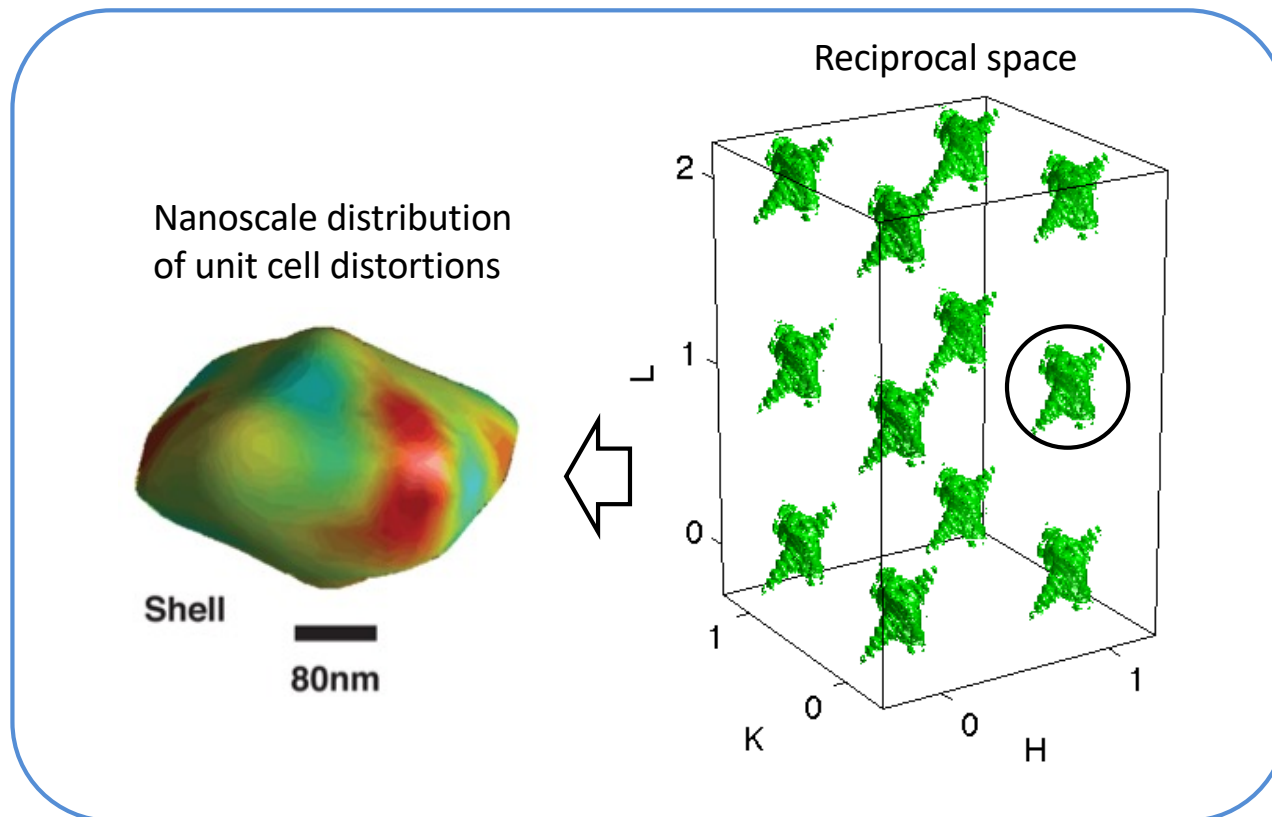 Reciprocal space
Nanoscale distribution
of unit cell distortions
Shell
80nm
2
1
0
L
1
0
K
0
1
H